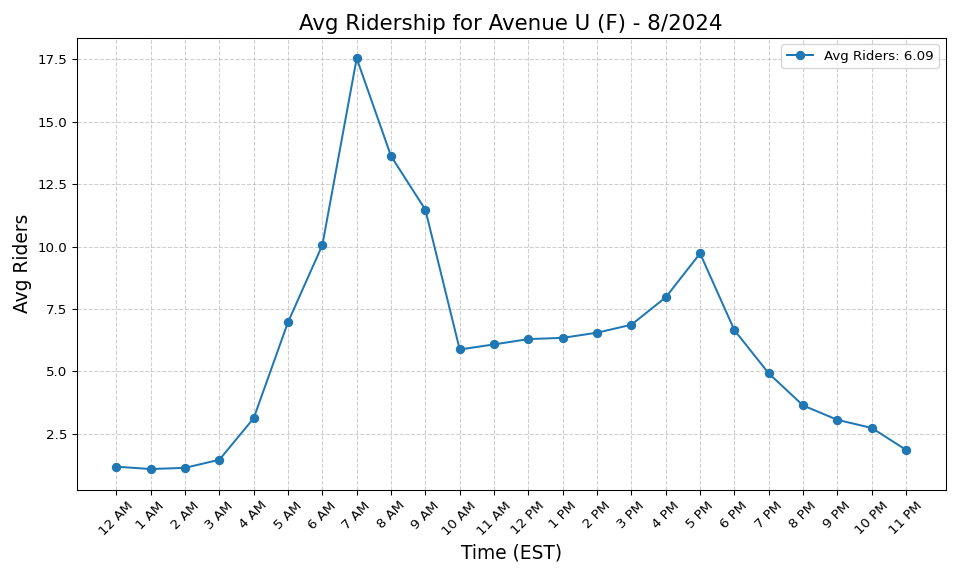 Avg Ridership for Avenue U (F) - 8/2024
Avg Riders: 6.09
Avg Riders
17.5
15.0
12.5
10.0
7.5
5.0
2.5
12 AM
1 AM
2 AM
3 AM
4 AM
5 AM
6 AM
7 AM
8 AM
9 AM
10 AM
11 AM
12 PM
1 PM
2 PM
3 PM
4 PM
5 PM
6 PM
7 PM
8 PM
9 PM
10 PM
11 PM
Time (EST)